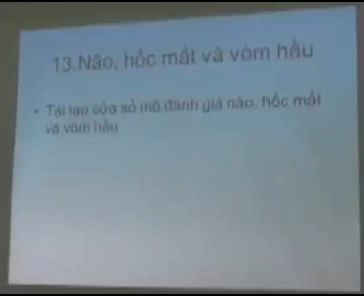 13.Não, hốc mắt và vòm hầu
• Tái tạo cửa sổ mô đánh giá não, hốc mắt
và vòm hầu